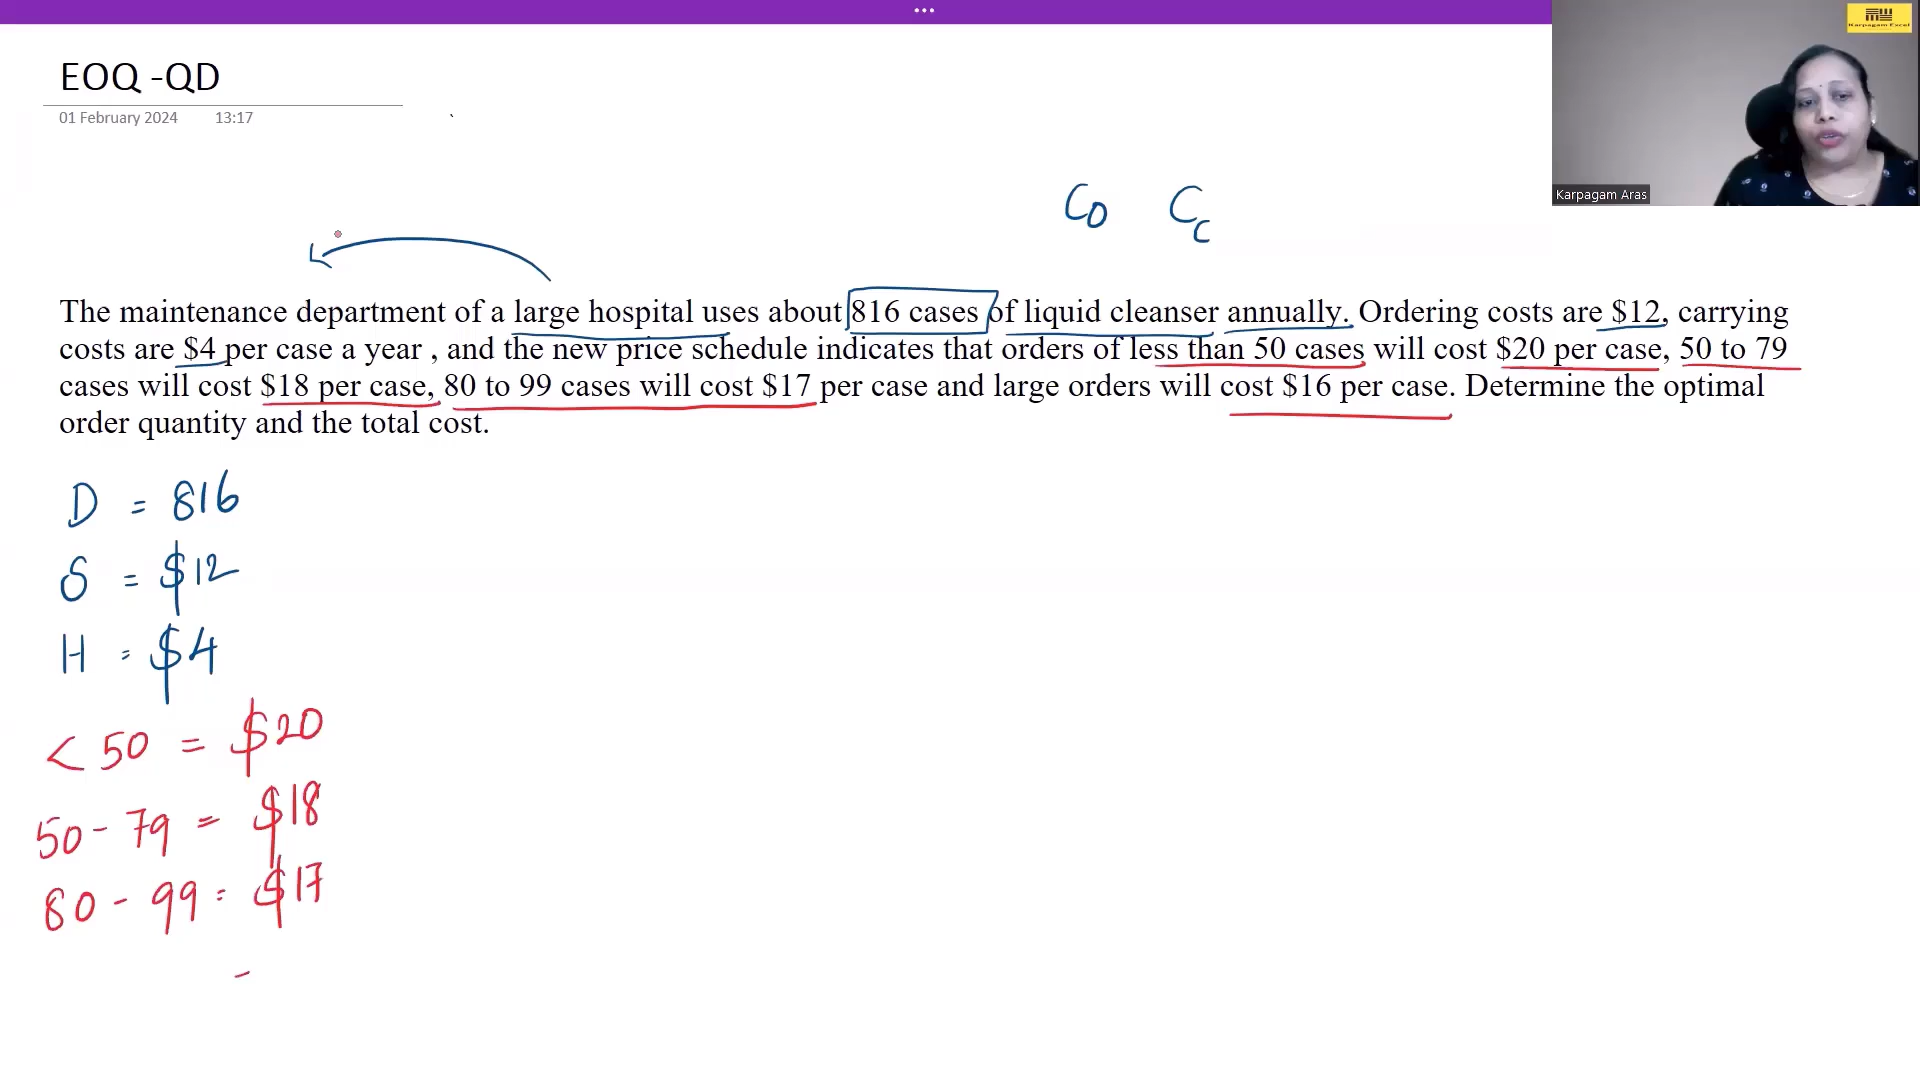 EOQ -QD
01 February 2024 13:17
Karpagam Excel
Karpagam Aras
Co Cc
The maintenance department of a large hospital uses about 816 cases of liquid cleanser annually. Ordering costs are $12, carrying
costs are $4 per case a year , and the new price schedule indicates that orders of less than 50 cases will cost $20 per case, 50 to 79
cases will cost $18 per case, 80 to 99 cases will cost $17 per case and large orders will cost $16 per case. Determine the optimal
order quantity and the total cost.
D = 816
S = $12
H = $4
< 50 = $20
50 - 79 = $18
80 - 99 = $17
-